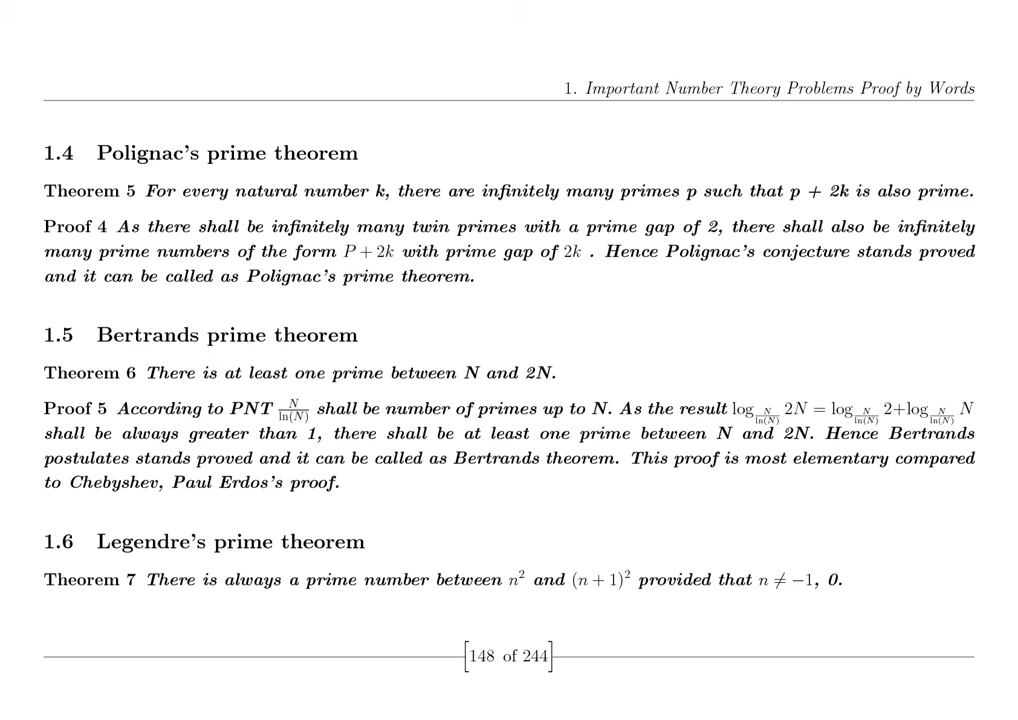 1. Important Number Theory Problems Proof by Words
1.4 Polignac's prime theorem
Theorem 5 For every natural number k, there are infinitely many primes p such that p + 2k is also prime.
Proof 4 As there shall be infinitely many twin primes with a prime gap of 2, there shall also be infinitely
many prime numbers of the form P + 2k with prime gap of 2k . Hence Polignac's conjecture stands proved
and it can be called as Polignac's prime theorem.
1.5 Bertrands prime theorem
Theorem 6 There is at least one prime between N and 2N.
Proof 5 According to PNT N/ln(N) shall be number of primes up to N. As the result log_{N/ln(N)} 2N = log_{N/ln(N)} 2+log_{N/ln(N)} N
shall be always greater than 1, there shall be at least one prime between N and 2N. Hence Bertrands
postulates stands proved and it can be called as Bertrands theorem. This proof is most elementary compared
to Chebyshev, Paul Erdos's proof.
1.6 Legendre's prime theorem
Theorem 7 There is always a prime number between n² and (n + 1)² provided that n ≠ −1, 0.
[148 of 244]